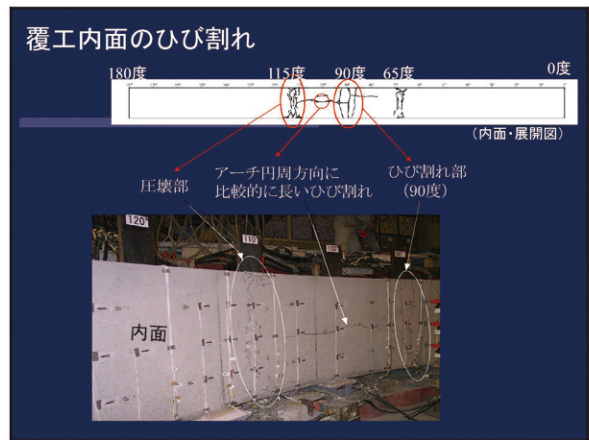 覆工内面のひび割れ
180度 115度 90度 65度 0度
(内面・展開図)
圧壊部
アーチ円周方向に
比較的に長いひび割れ
ひび割れ部
(90度)
120°
110°
内面